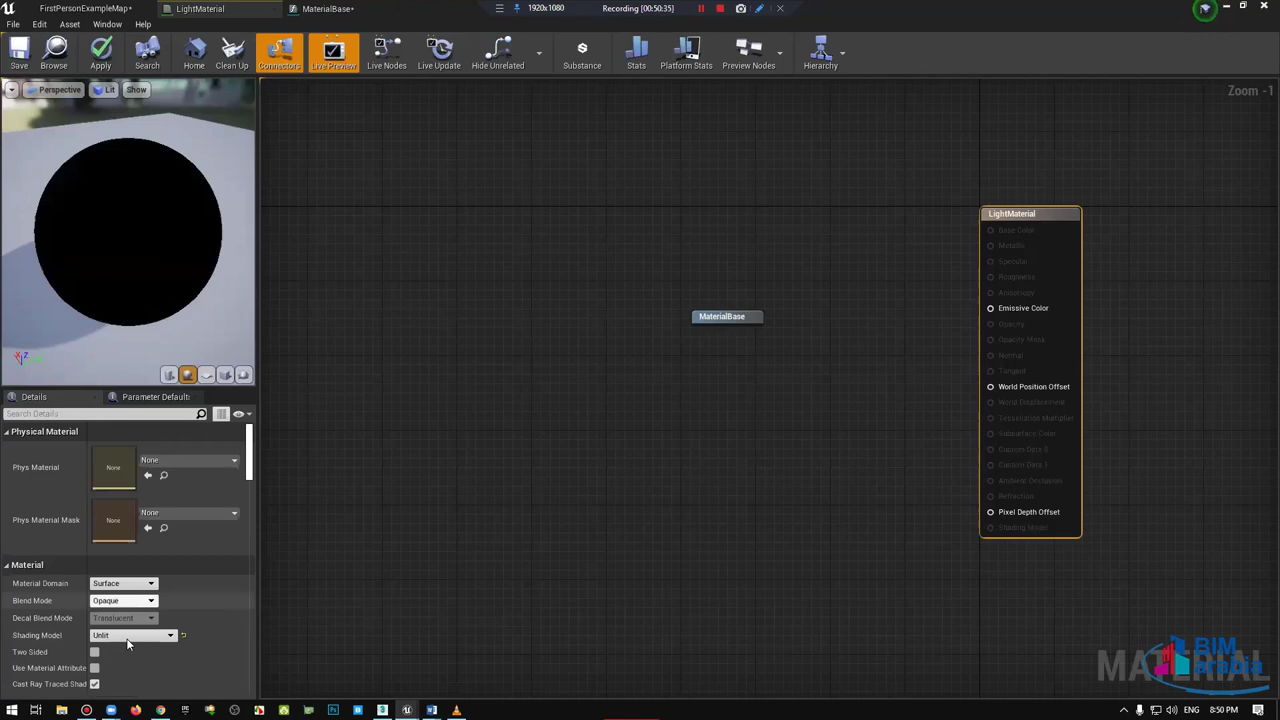 FirstPersonExampleMap*
LightMaterial
MaterialBase*
1920x1080
Recording [00:50:35]
File
Edit
Asset
Window
Help
Save
Browse
Apply
Search
Home
Clean Up
Connectors
Live Preview
Live Nodes
Live Update
Hide Unrelated
Substance
Stats
Platform Stats
Preview Nodes
Hierarchy
Perspective
Lit
Show
Zoom -1
LightMaterial
Base Color
Metallic
Specular
Roughness
Anisotropy
Emissive Color
Opacity
Opacity Mask
Normal
Tangent
World Position Offset
World Displacement
Tessellation Multiplier
Subsurface Color
Custom Data 0
Custom Data 1
Ambient Occlusion
Refraction
Pixel Depth Offset
Shading Model
MaterialBase
Details
Parameter Default
Search Details
Physical Material
Phys Material
None
None
Phys Material Mask
None
None
Material
Material Domain
Surface
Blend Mode
Opaque
Decal Blend Mode
Translucent
Shading Model
Unlit
Two Sided
Use Material Attribute
Cast Ray Traced Shad
MATERIAL
BIM
arabia
8:50 PM